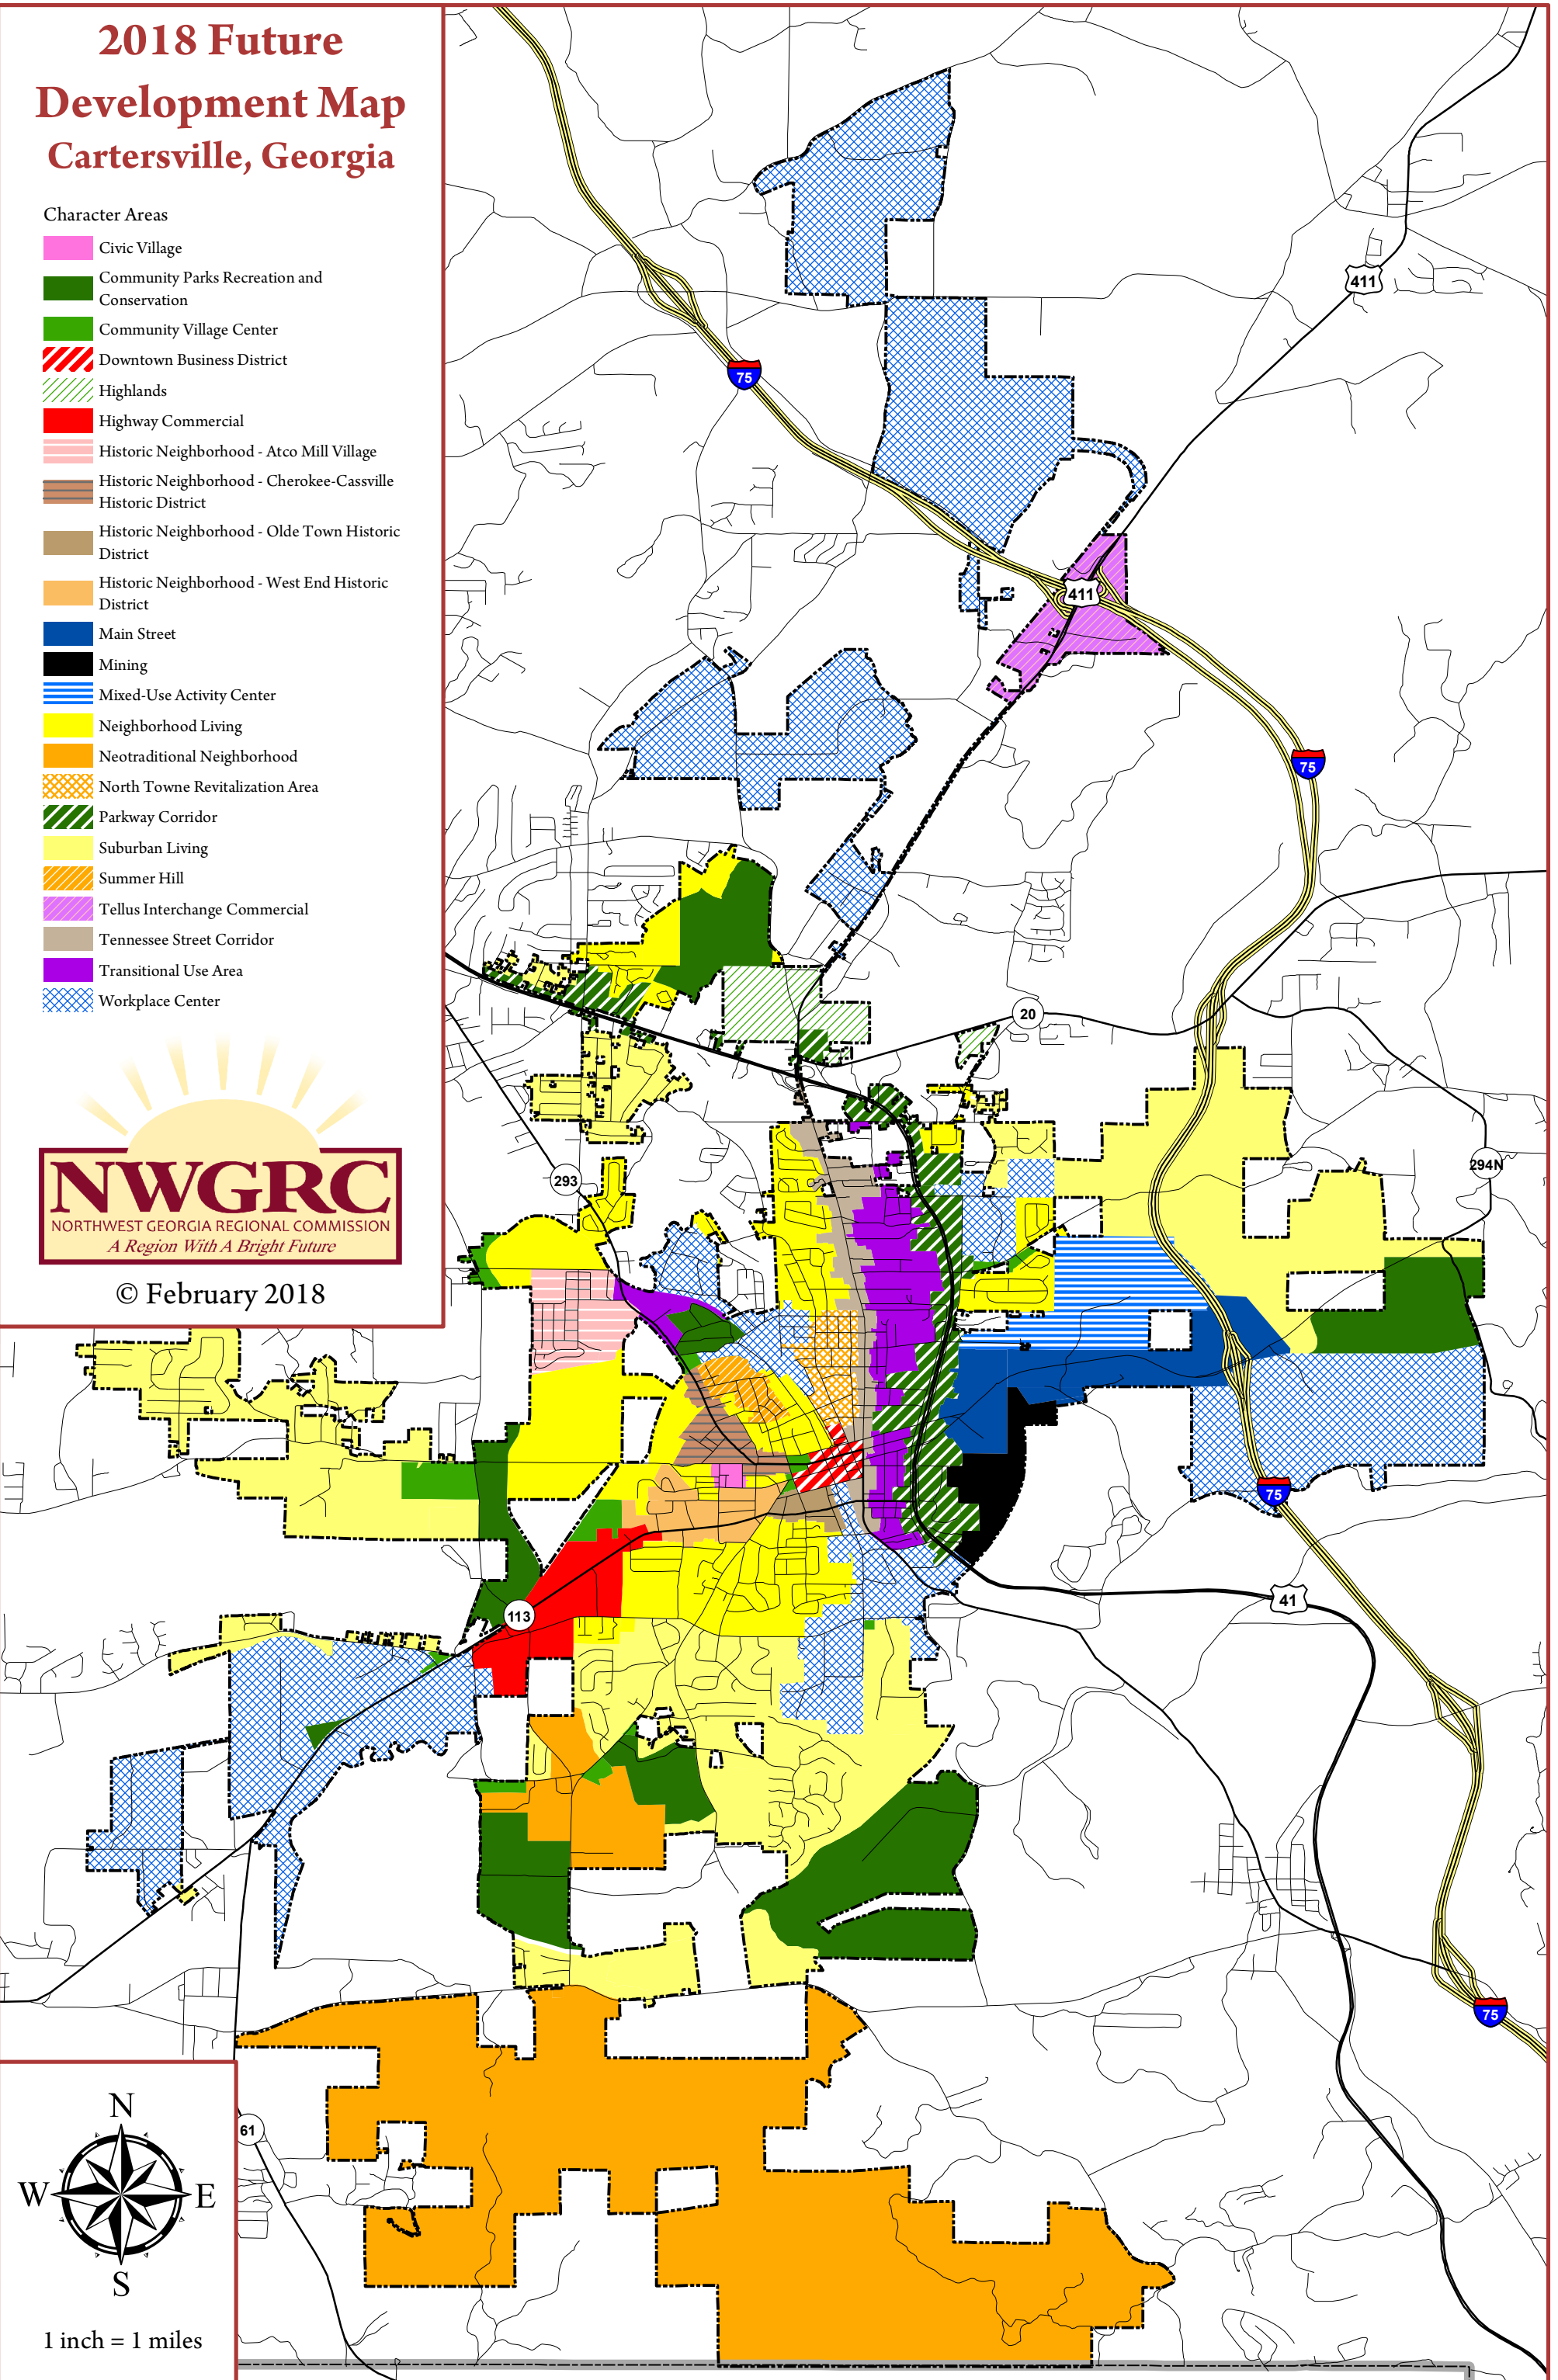 2018 Future
Development Map
Cartersville, Georgia
Character Areas
Civic Village
Community Parks Recreation and
Conservation
Community Village Center
Downtown Business District
Highlands
Highway Commercial
Historic Neighborhood - Atco Mill Village
Historic Neighborhood - Cherokee-Cassville
Historic District
Historic Neighborhood - Olde Town Historic
District
Historic Neighborhood - West End Historic
District
Main Street
Mining
Mixed-Use Activity Center
Neighborhood Living
Neotraditional Neighborhood
North Towne Revitalization Area
Parkway Corridor
Suburban Living
Summer Hill
Tellus Interchange Commercial
Tennessee Street Corridor
Transitional Use Area
Workplace Center
NWGRC
NORTHWEST GEORGIA REGIONAL COMMISSION
A Region With A Bright Future
© February 2018
411
75
411
75
20
294N
293
75
41
113
75
61
N
W
E
S
1 inch = 1 miles